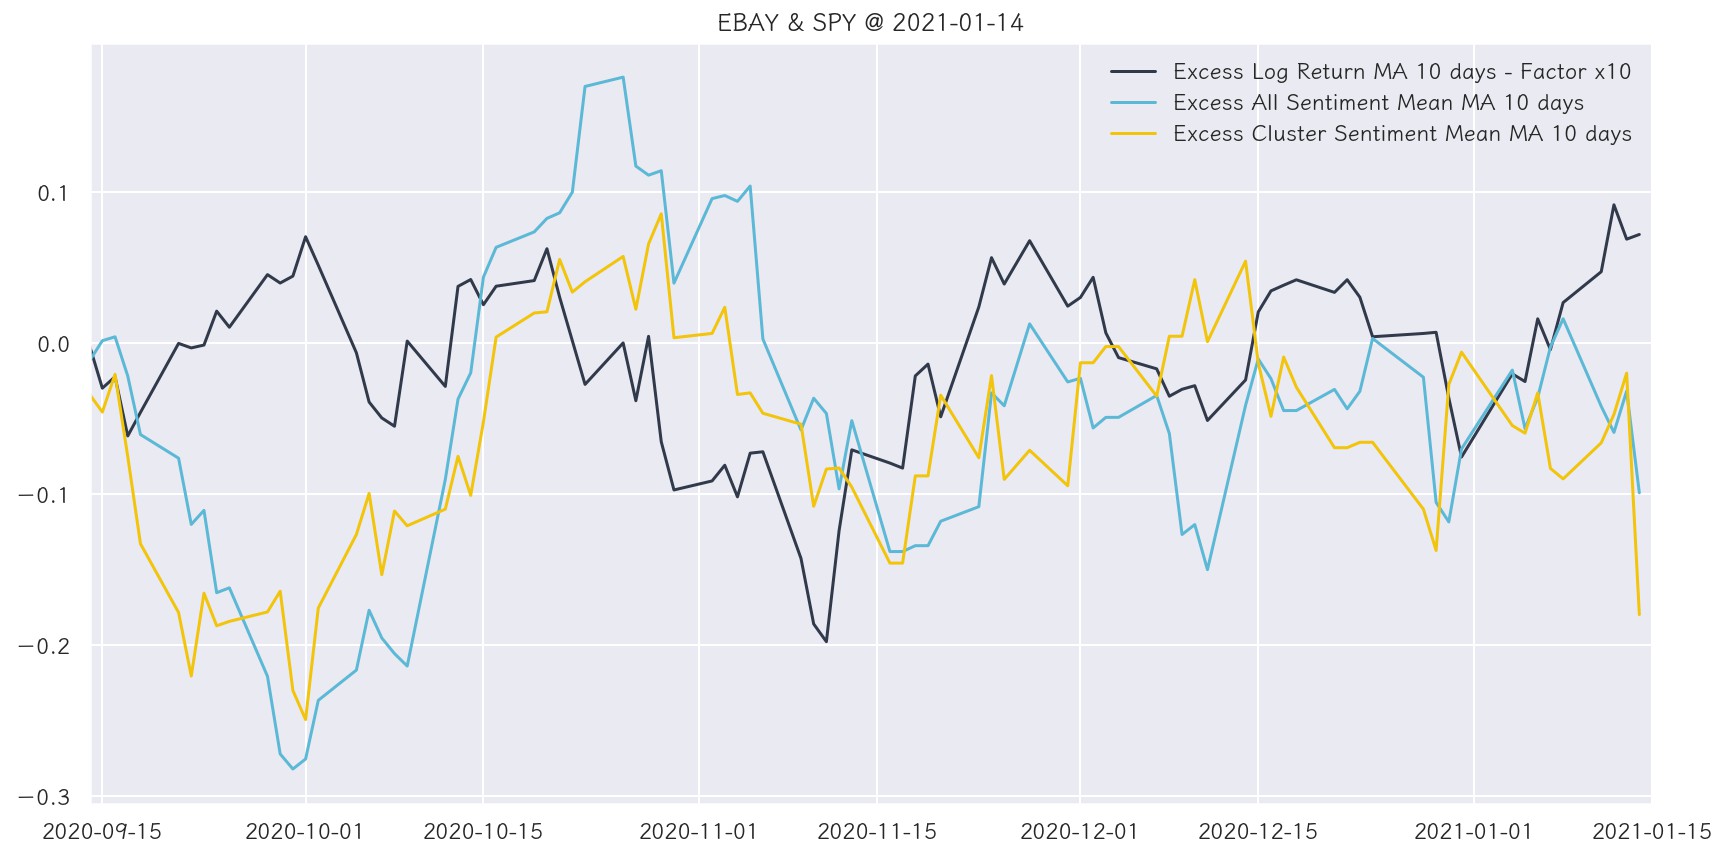 EBAY & SPY @ 2021-01-14
Excess Log Return MA 10 days - Factor x10
Excess All Sentiment Mean MA 10 days
Excess Cluster Sentiment Mean MA 10 days
0.1
0.0
−0.1
−0.2
−0.3
2020-09-15 2020-10-01 2020-10-15 2020-11-01 2020-11-15 2020-12-01 2020-12-15 2021-01-01 2021-01-15